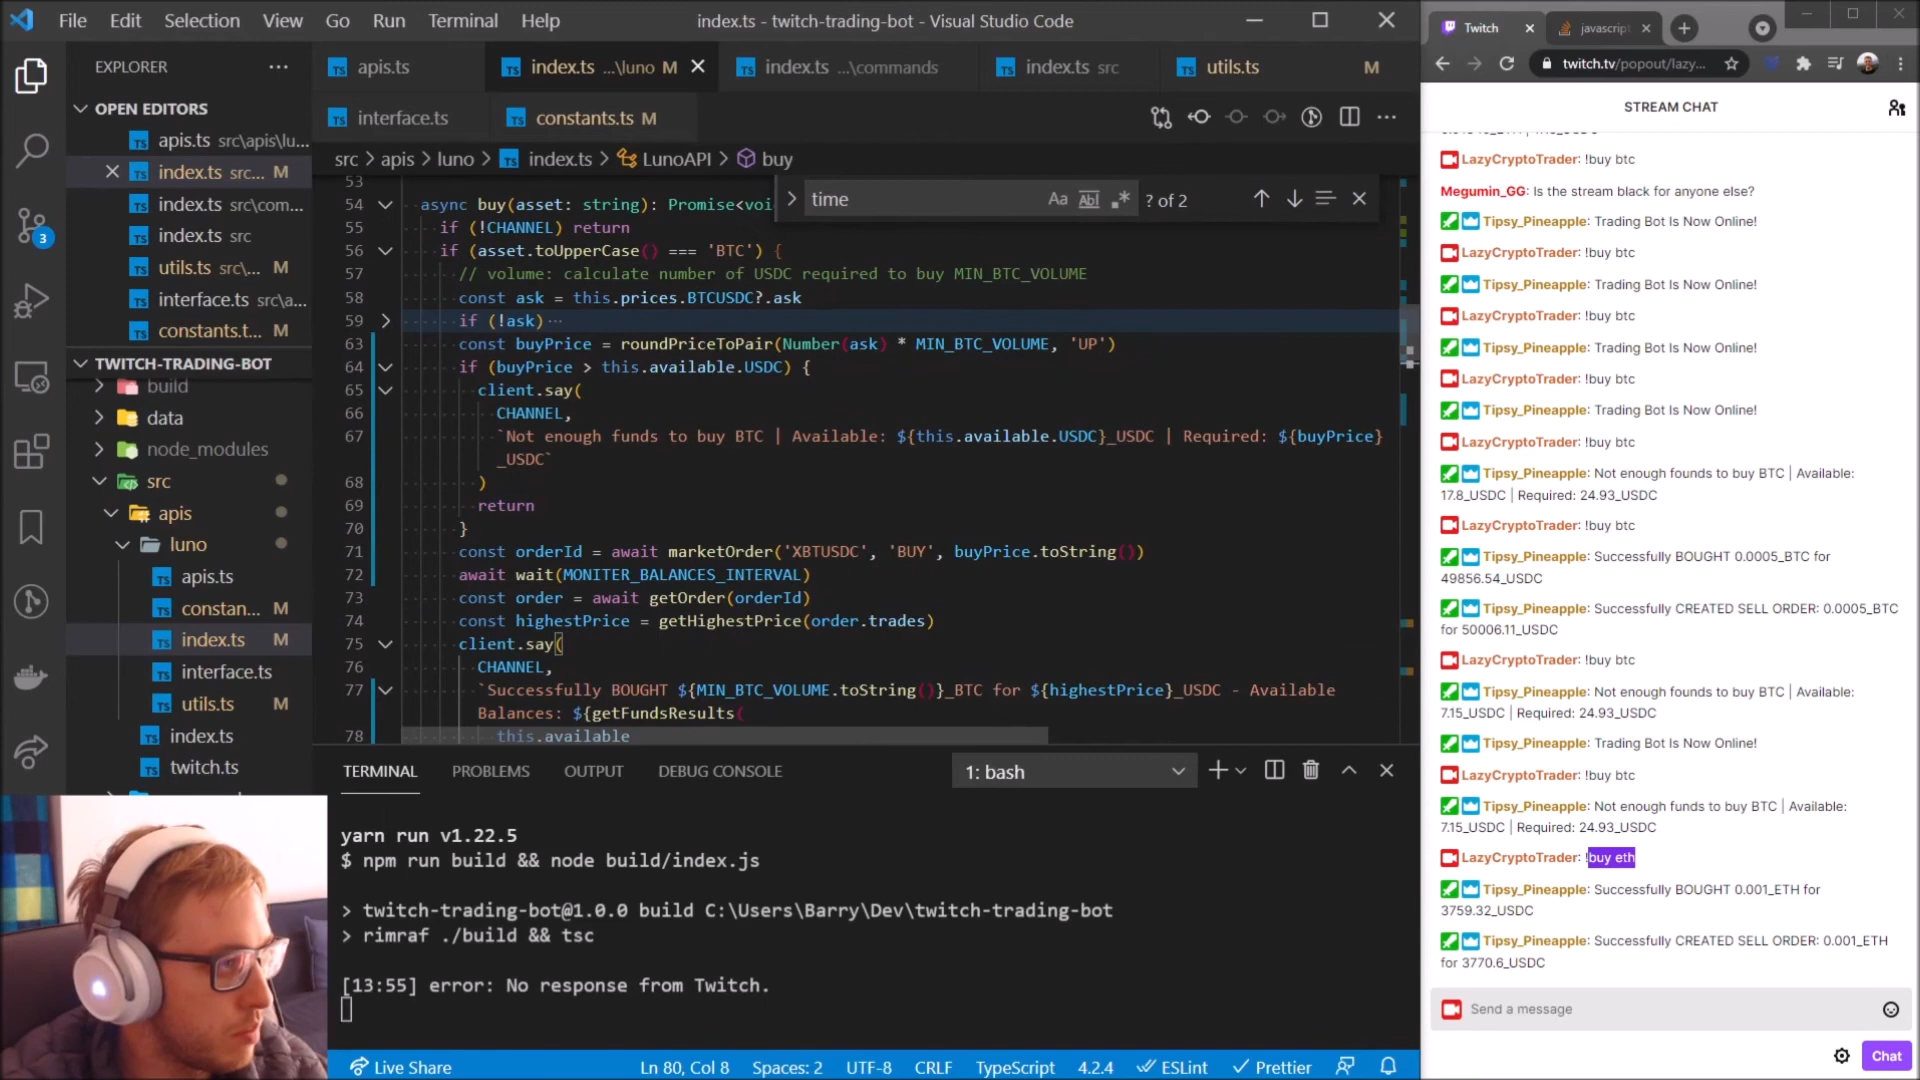 File Edit Selection View Go Run Terminal Help
index.ts - twitch-trading-bot - Visual Studio Code
EXPLORER
OPEN EDITORS
apis.ts src\apis\lu...
index.ts src... M
index.ts src\com...
index.ts src
utils.ts src\... M
interface.ts src\a...
constants.t... M
TWITCH-TRADING-BOT
build
data
node_modules
src
apis
luno
apis.ts
constan... M
index.ts M
interface.ts
utils.ts M
index.ts
twitch.ts
3
apis.ts
index.ts ...\luno M
index.ts ...\commands
index.ts src
utils.ts M
interface.ts
constants.ts M
src > apis > luno > index.ts > LunoAPI > buy
time
Aa Abl .* ? of 2
53
54 async buy(asset: string): Promise<voi
55 if (!CHANNEL) return
56 if (asset.toUpperCase() === 'BTC') {
57 // volume: calculate number of USDC required to buy MIN_BTC_VOLUME
58 const ask = this.prices.BTCUSDC?.ask
59 if (!ask) ...
63 const buyPrice = roundPriceToPair(Number(ask) * MIN_BTC_VOLUME, 'UP')
64 if (buyPrice > this.available.USDC) {
65 client.say(
66 CHANNEL,
67 `Not enough funds to buy BTC | Available: ${this.available.USDC}_USDC | Required: ${buyPrice}
_USDC`
68 )
69 return
70 }
71 const orderId = await marketOrder('XBTUSDC', 'BUY', buyPrice.toString())
72 await wait(MONITER_BALANCES_INTERVAL)
73 const order = await getOrder(orderId)
74 const highestPrice = getHighestPrice(order.trades)
75 client.say(
76 CHANNEL,
77 `Successfully BOUGHT ${MIN_BTC_VOLUME.toString()}_BTC for ${highestPrice}_USDC - Available
Balances: ${getFundsResults(
78 this.available
TERMINAL PROBLEMS OUTPUT DEBUG CONSOLE
1: bash
yarn run v1.22.5
$ npm run build && node build/index.js
> twitch-trading-bot@1.0.0 build C:\Users\Barry\Dev\twitch-trading-bot
> rimraf ./build && tsc
[13:55] error: No response from Twitch.
Live Share
Ln 80, Col 8 Spaces: 2 UTF-8 CRLF TypeScript 4.2.4 ESLint Prettier
Twitch
javascript
twitch.tv/popout/lazy...
STREAM CHAT
LazyCryptoTrader: !buy btc
Megumin_GG: Is the stream black for anyone else?
Tipsy_Pineapple: Trading Bot Is Now Online!
LazyCryptoTrader: !buy btc
Tipsy_Pineapple: Trading Bot Is Now Online!
LazyCryptoTrader: !buy btc
Tipsy_Pineapple: Trading Bot Is Now Online!
LazyCryptoTrader: !buy btc
Tipsy_Pineapple: Trading Bot Is Now Online!
LazyCryptoTrader: !buy btc
Tipsy_Pineapple: Not enough founds to buy BTC | Available:
17.8_USDC | Required: 24.93_USDC
LazyCryptoTrader: !buy btc
Tipsy_Pineapple: Successfully BOUGHT 0.0005_BTC for
49856.54_USDC
Tipsy_Pineapple: Successfully CREATED SELL ORDER: 0.0005_BTC
for 50006.11_USDC
LazyCryptoTrader: !buy btc
Tipsy_Pineapple: Not enough founds to buy BTC | Available:
7.15_USDC | Required: 24.93_USDC
Tipsy_Pineapple: Trading Bot Is Now Online!
LazyCryptoTrader: !buy btc
Tipsy_Pineapple: Not enough founds to buy BTC | Available:
7.15_USDC | Required: 24.93_USDC
LazyCryptoTrader: !buy eth
Tipsy_Pineapple: Successfully BOUGHT 0.001_ETH for
3759.32_USDC
Tipsy_Pineapple: Successfully CREATED SELL ORDER: 0.001_ETH
for 3770.6_USDC
Send a message
Chat